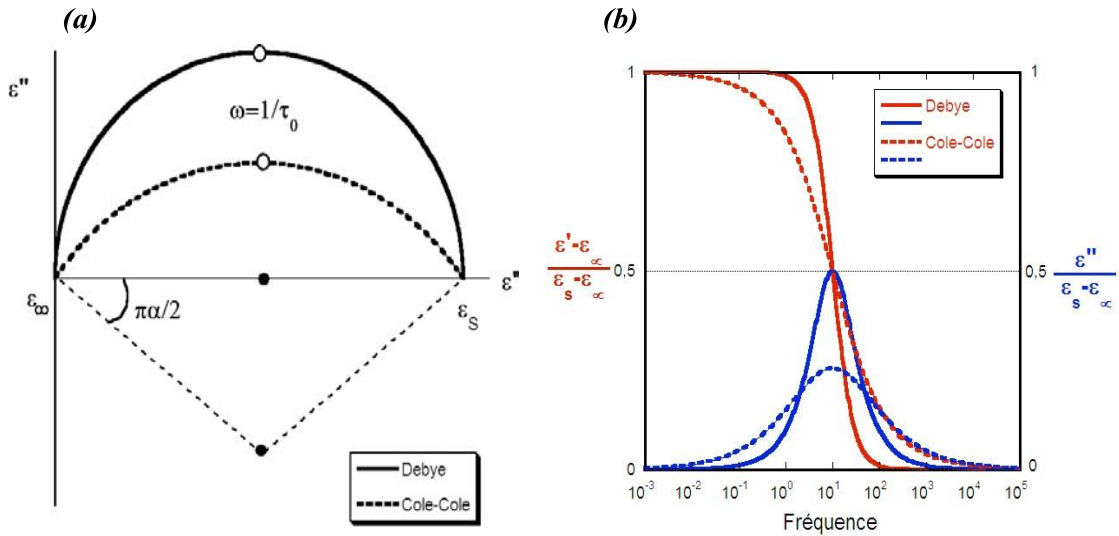 (a)
ε"
ω=1/τ0
ε∞
πα/2
εS
ε"
Debye
Cole-Cole
(b)
1
1
Debye
Cole-Cole
ε'-ε∝
εs-ε∝
0,5
0,5
ε"
εs-ε∝
0
0
10-3
10-2
10-1
100
101
102
103
104
105
Fréquence